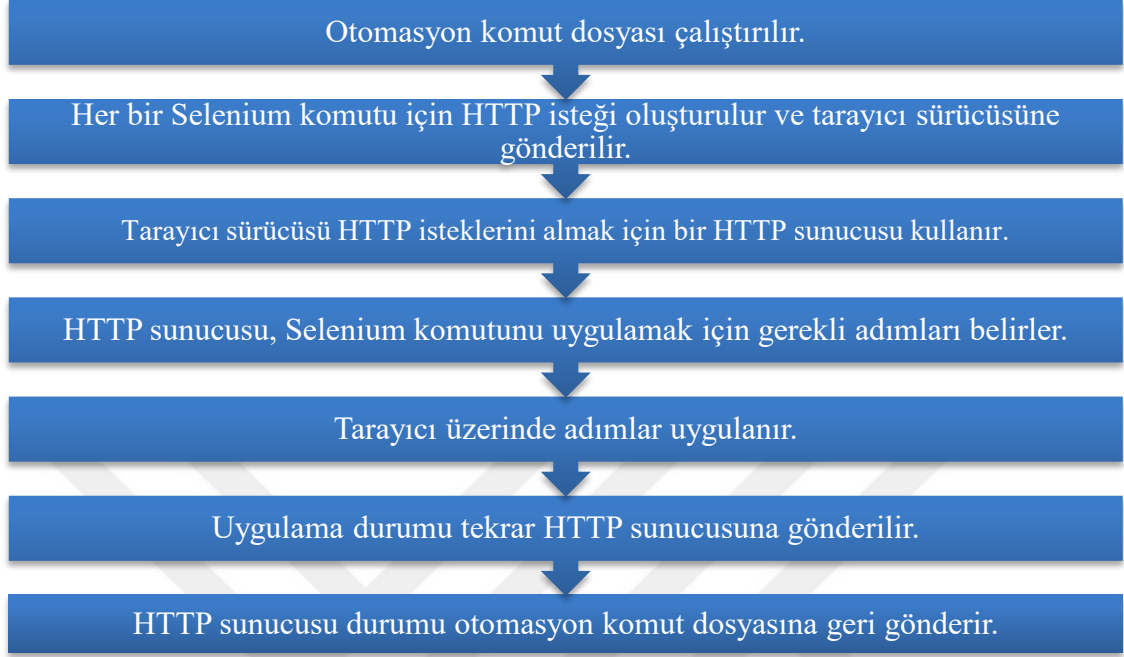 Otomasyon komut dosyası çalıştırılır.
Her bir Selenium komutu için HTTP isteği oluşturulur ve tarayıcı sürücüsüne
gönderilir.
Tarayıcı sürücüsü HTTP isteklerini almak için bir HTTP sunucusu kullanır.
HTTP sunucusu, Selenium komutunu uygulamak için gerekli adımları belirler.
Tarayıcı üzerinde adımlar uygulanır.
Uygulama durumu tekrar HTTP sunucusuna gönderilir.
HTTP sunucusu durumu otomasyon komut dosyasına geri gönderir.